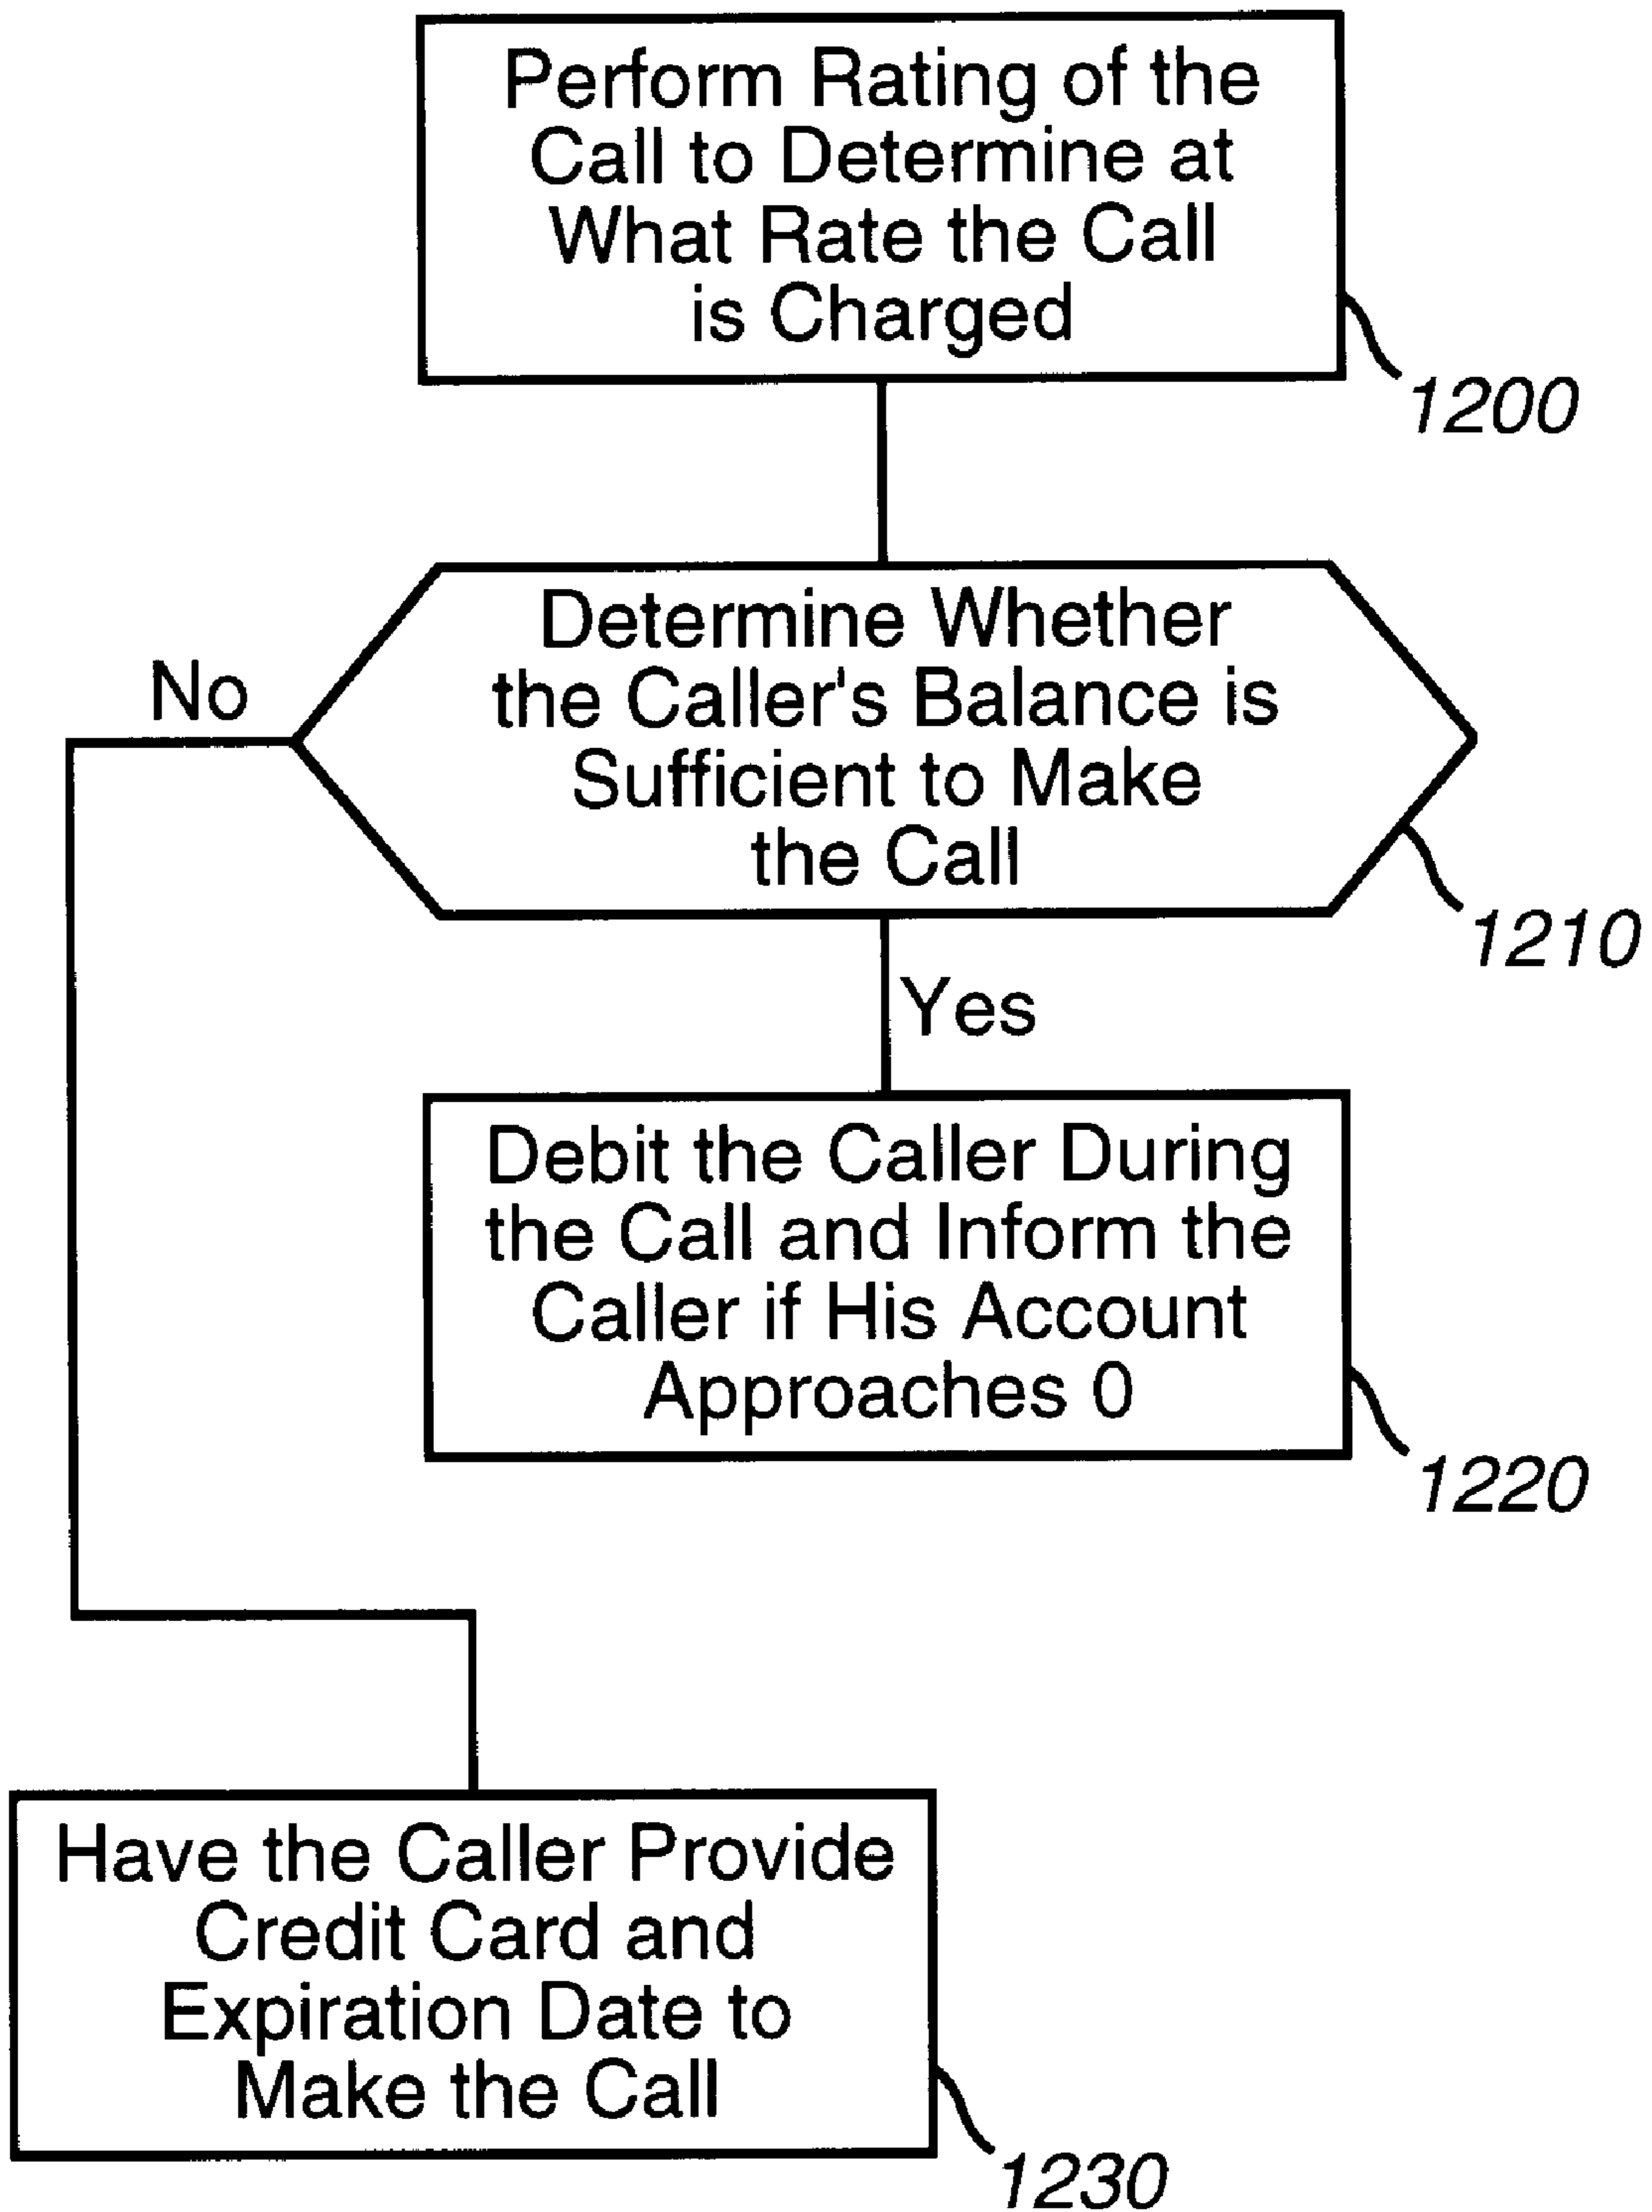 Perform Rating of the
Call to Determine at
What Rate the Call
is Charged
1200
Determine Whether
the Caller's Balance is
Sufficient to Make
the Call
No
1210
Yes
Debit the Caller During
the Call and Inform the
Caller if His Account
Approaches 0
1220
Have the Caller Provide
Credit Card and
Expiration Date to
Make the Call
1230